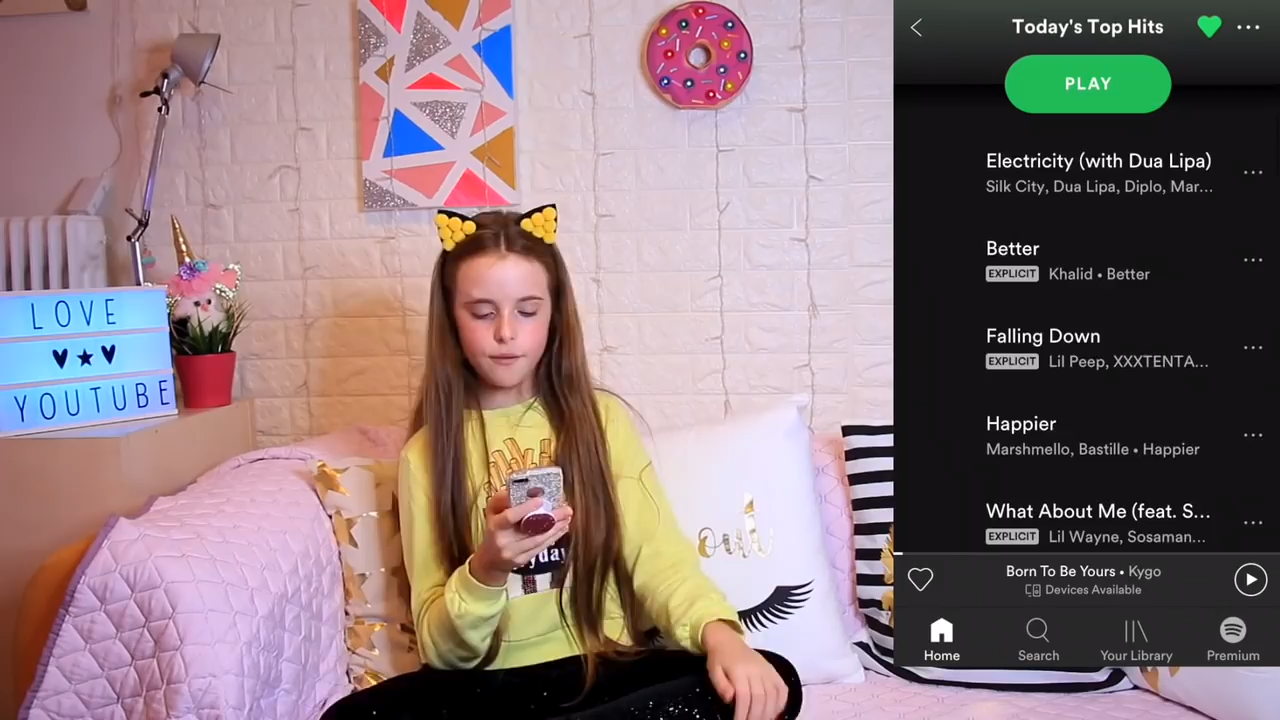 LOVE
YOUTUBE
out
Today's Top Hits
PLAY
Electricity (with Dua Lipa)
Silk City, Dua Lipa, Diplo, Mar...
Better
EXPLICIT Khalid • Better
Falling Down
EXPLICIT Lil Peep, XXXTENTA...
Happier
Marshmello, Bastille • Happier
What About Me (feat. S...
EXPLICIT Lil Wayne, Sosaman...
Born To Be Yours • Kygo
Devices Available
Home
Search
Your Library
Premium